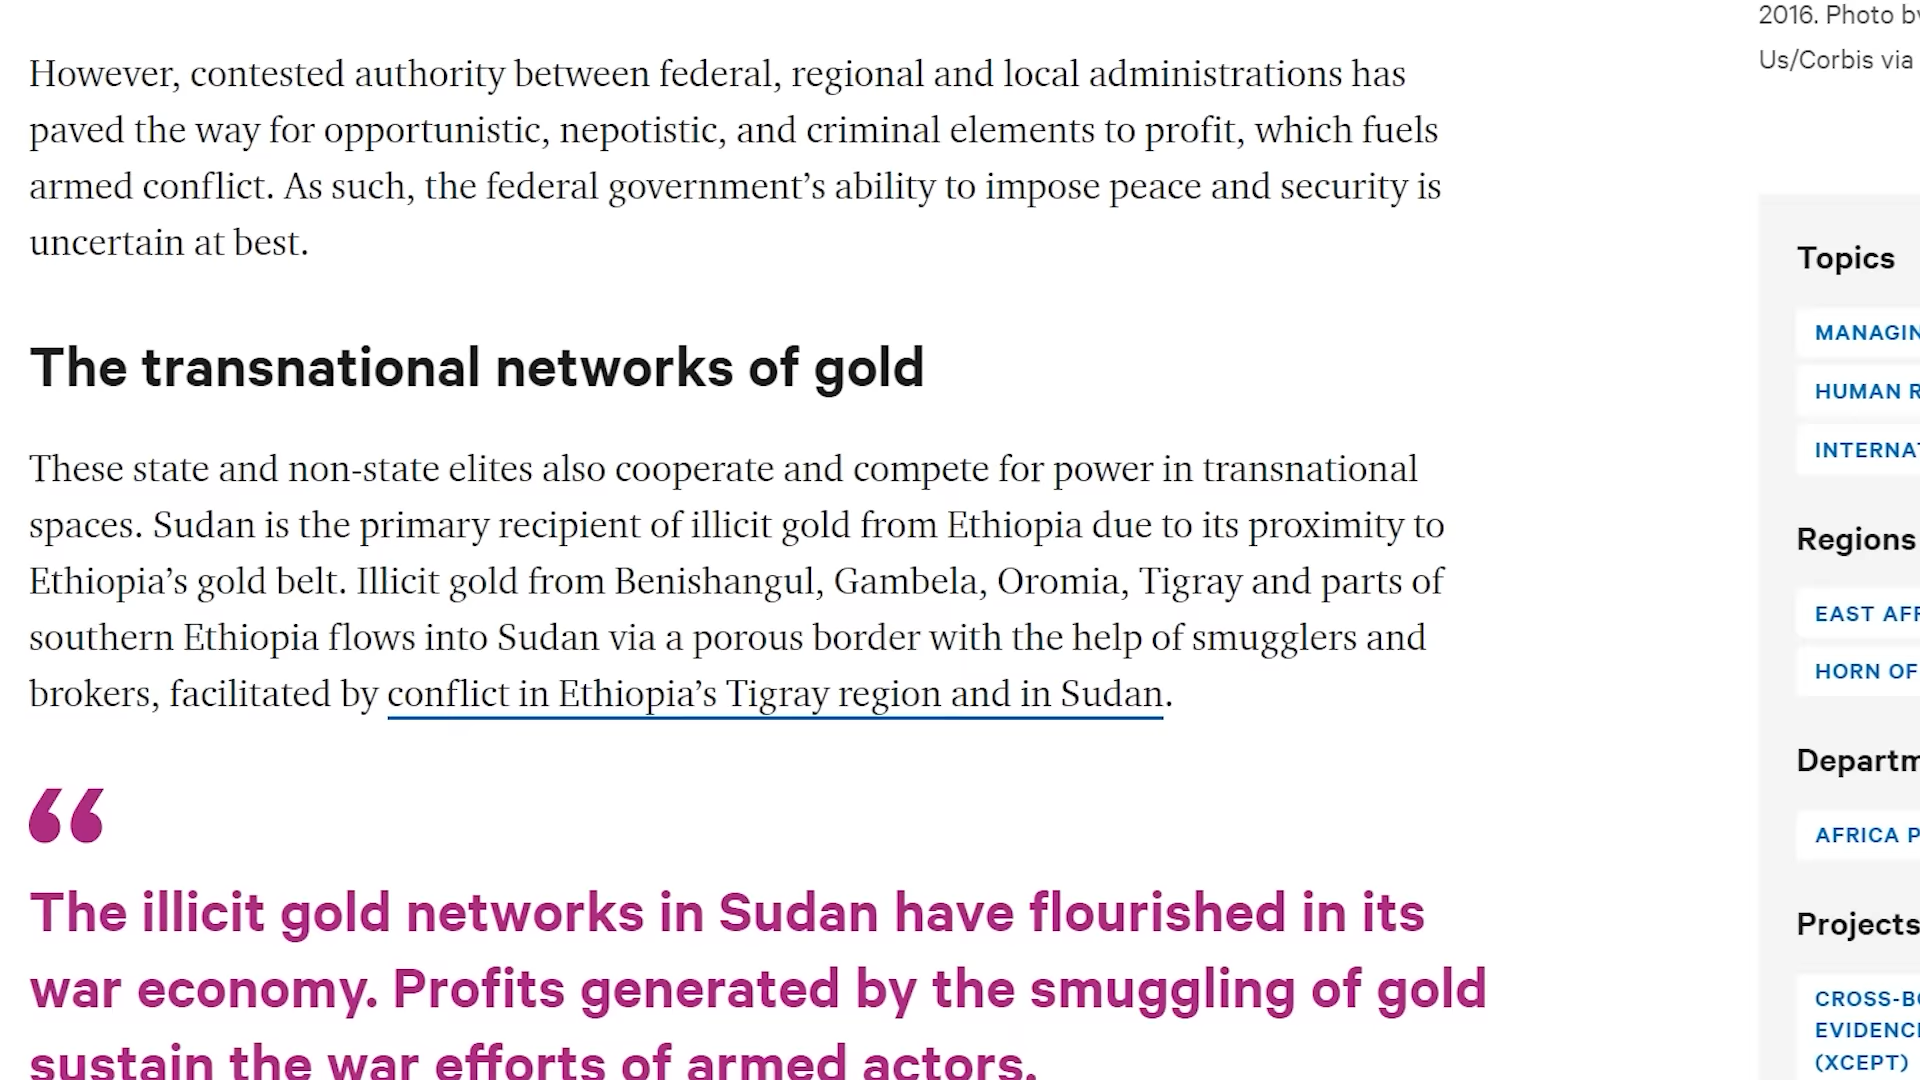 However, contested authority between federal, regional and local administrations has
paved the way for opportunistic, nepotistic, and criminal elements to profit, which fuels
armed conflict. As such, the federal government’s ability to impose peace and security is
uncertain at best.
The transnational networks of gold
These state and non-state elites also cooperate and compete for power in transnational
spaces. Sudan is the primary recipient of illicit gold from Ethiopia due to its proximity to
Ethiopia’s gold belt. Illicit gold from Benishangul, Gambela, Oromia, Tigray and parts of
southern Ethiopia flows into Sudan via a porous border with the help of smugglers and
brokers, facilitated by conflict in Ethiopia’s Tigray region and in Sudan.
“
The illicit gold networks in Sudan have flourished in its
war economy. Profits generated by the smuggling of gold
sustain the war efforts of armed actors.
2016. Photo
Us/Corbis via
Topics
HUMAN
Regions
EAST
HORN OF
AFRICA
Projects
(XCEPT)